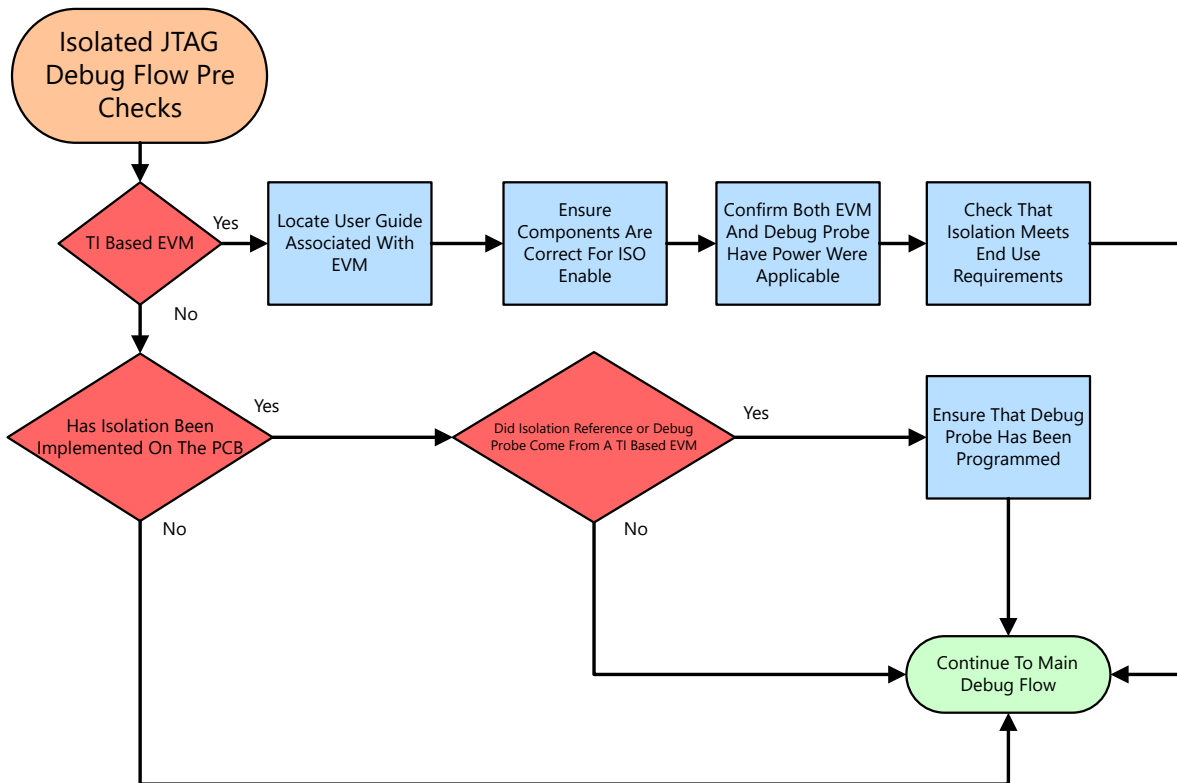 Isolated JTAG
Debug Flow Pre
Checks
TI Based EVM
Yes
Locate User Guide
Associated With
EVM
Ensure
Components Are
Correct For ISO
Enable
Confirm Both EVM
And Debug Probe
Have Power Were
Applicable
Check That
Isolation Meets
End Use
Requirements
No
Has Isolation Been
Implemented On The PCB
Yes
Did Isolation Reference or Debug
Probe Come From A TI Based EVM
Yes
Ensure That Debug
Probe Has Been
Programmed
No
No
Continue To Main
Debug Flow